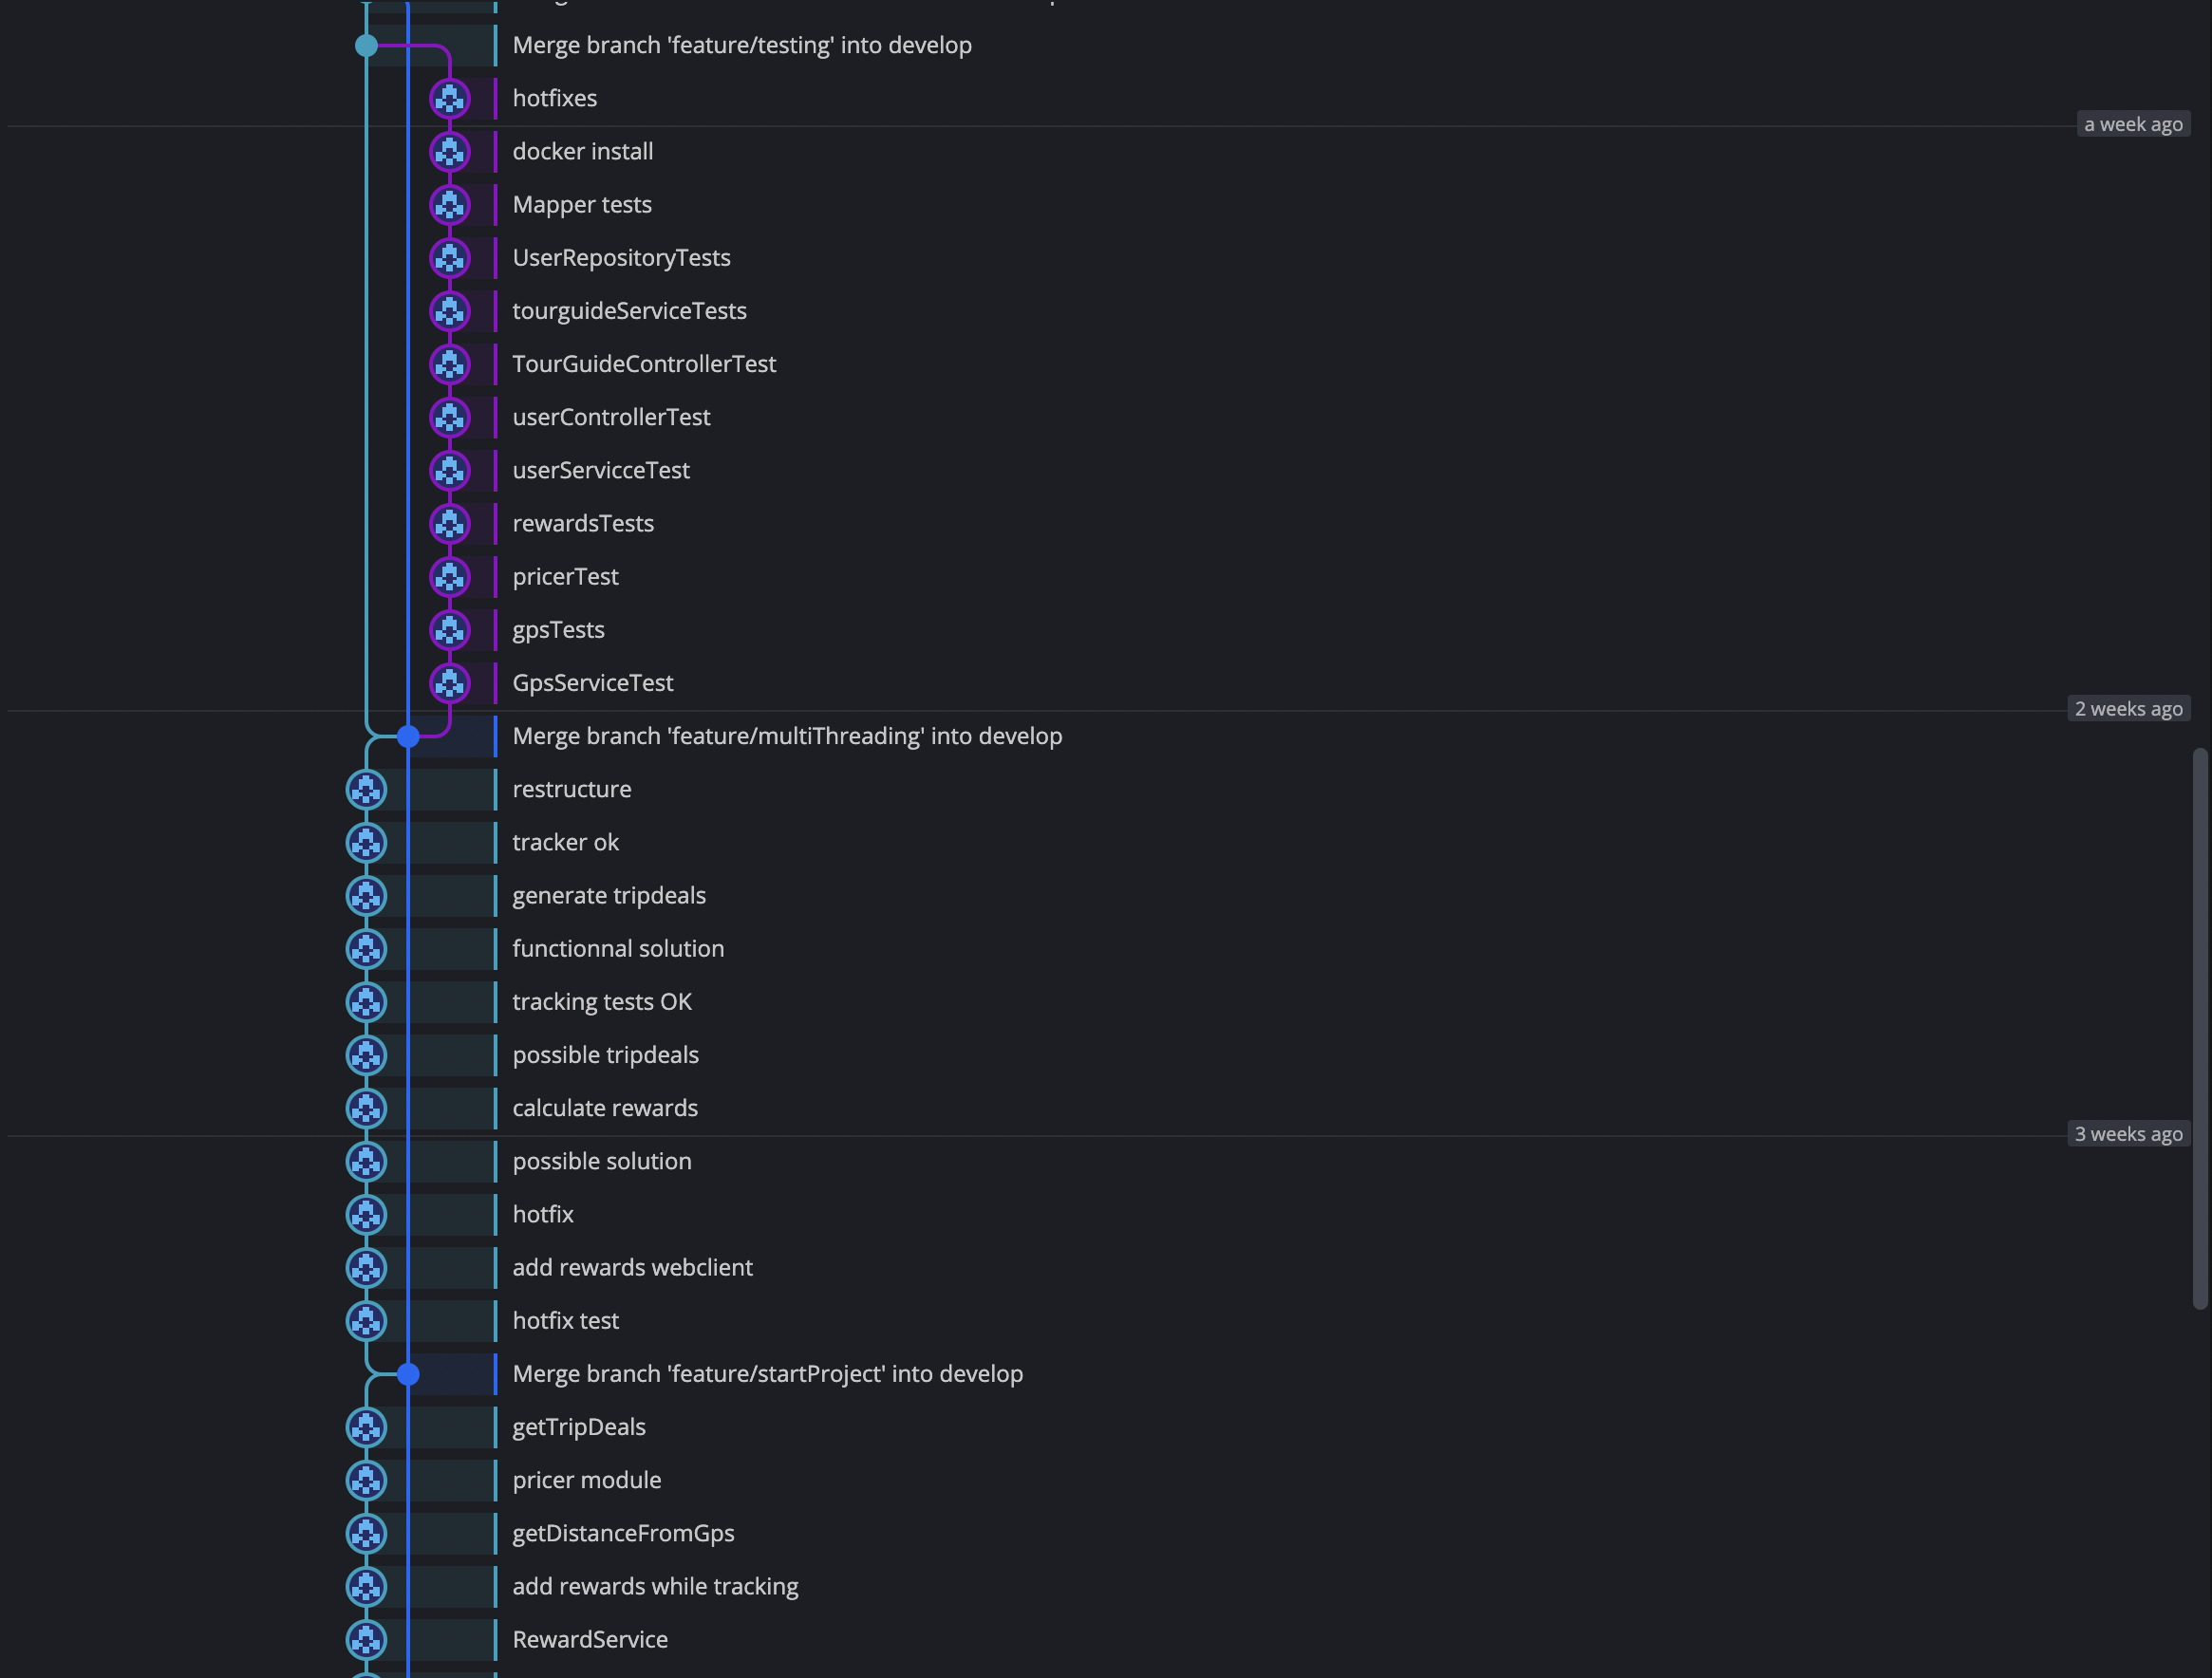 Merge branch 'feature/testing' into develop
hotfixes
a week ago
docker install
Mapper tests
UserRepositoryTests
tourguideServiceTests
TourGuideControllerTest
userControllerTest
userServicceTest
rewardsTests
pricerTest
gpsTests
GpsServiceTest
2 weeks ago
Merge branch 'feature/multiThreading' into develop
restructure
tracker ok
generate tripdeals
functionnal solution
tracking tests OK
possible tripdeals
calculate rewards
3 weeks ago
possible solution
hotfix
add rewards webclient
hotfix test
Merge branch 'feature/startProject' into develop
getTripDeals
pricer module
getDistanceFromGps
add rewards while tracking
RewardService